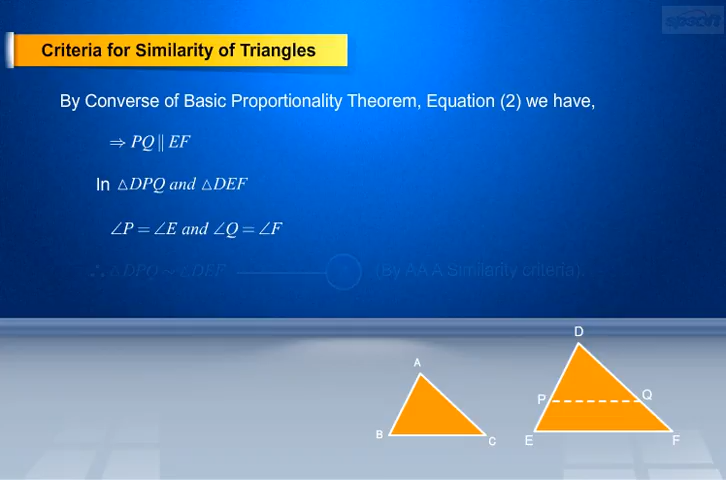 spsoft
Criteria for Similarity of Triangles
By Converse of Basic Proportionality Theorem, Equation (2) we have,
⇒ PQ || EF
In △DPQ and △DEF
∠P = ∠E and ∠Q = ∠F
∴ △DPQ ~ △DEF (By AAA Similarity criteria).
D
A
P Q
B C E F